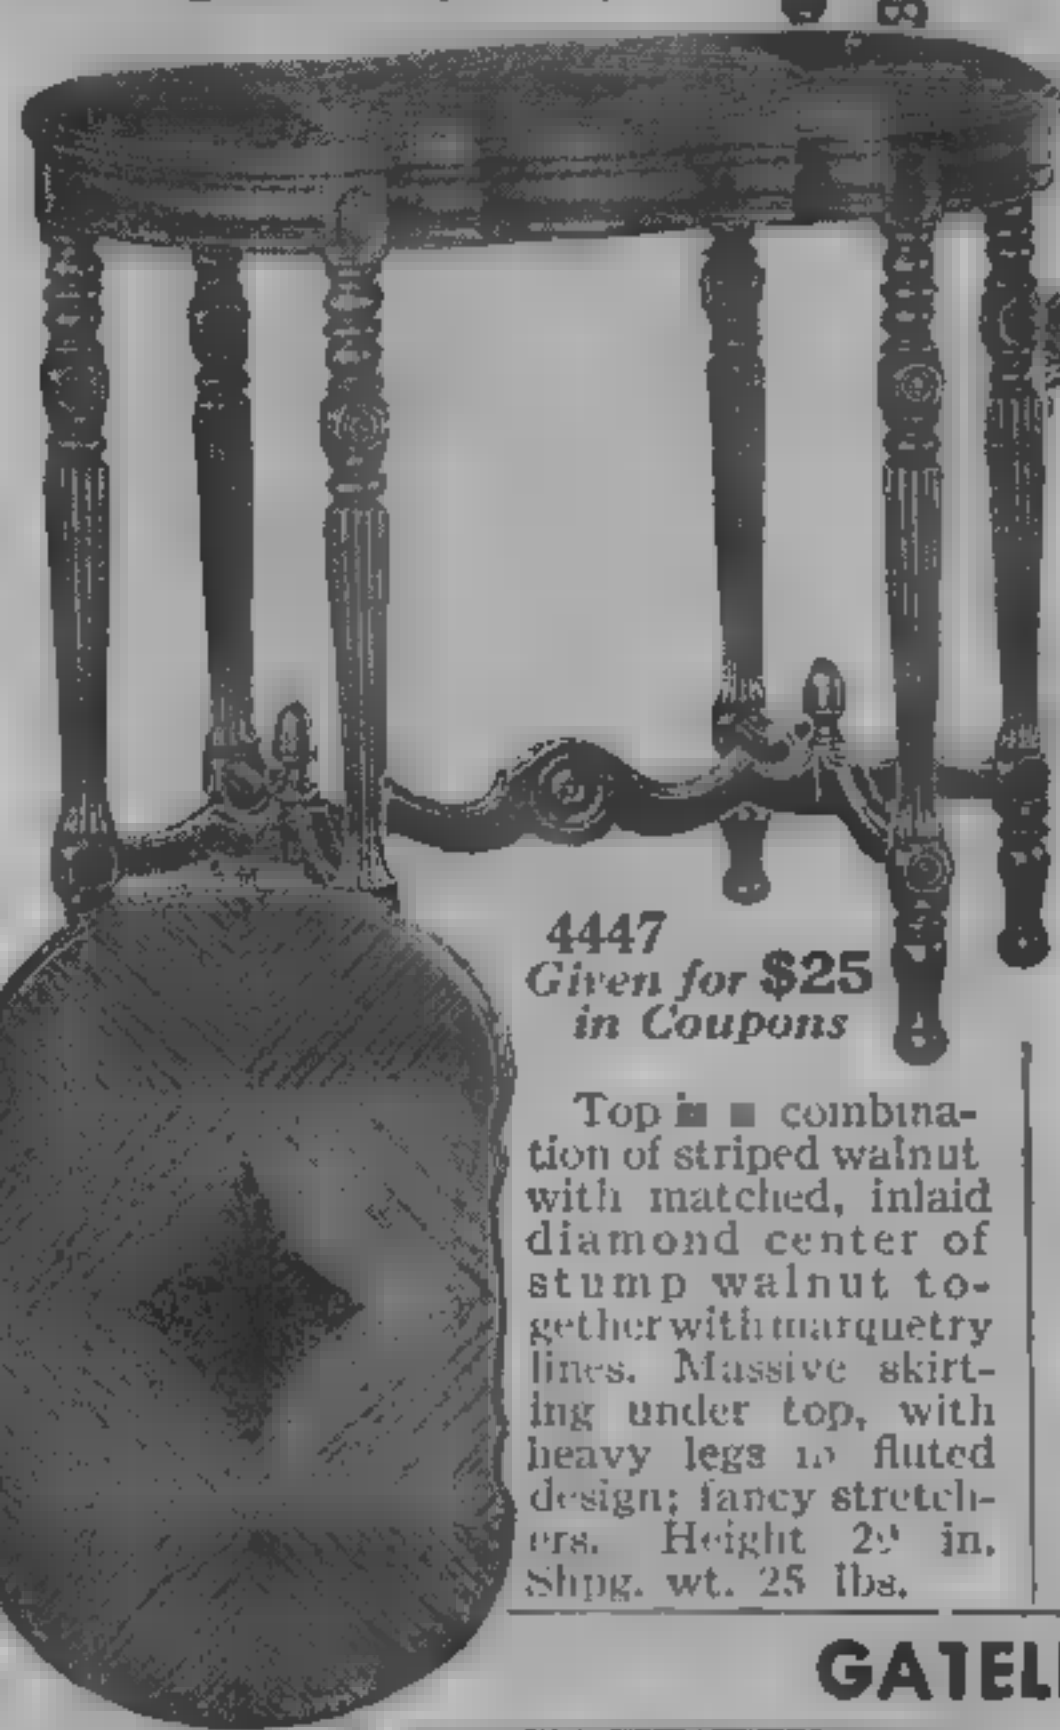 4447
Given for $25
in Coupons
Top is a combina-
tion of striped walnut
with matched, inlaid
diamond center of
stump walnut to-
gether with marquetry
lines. Massive skirt-
ing under top, with
heavy legs in fluted
design; fancy stretch-
ers. Height in.
Shpg. wt. 25 lbs.